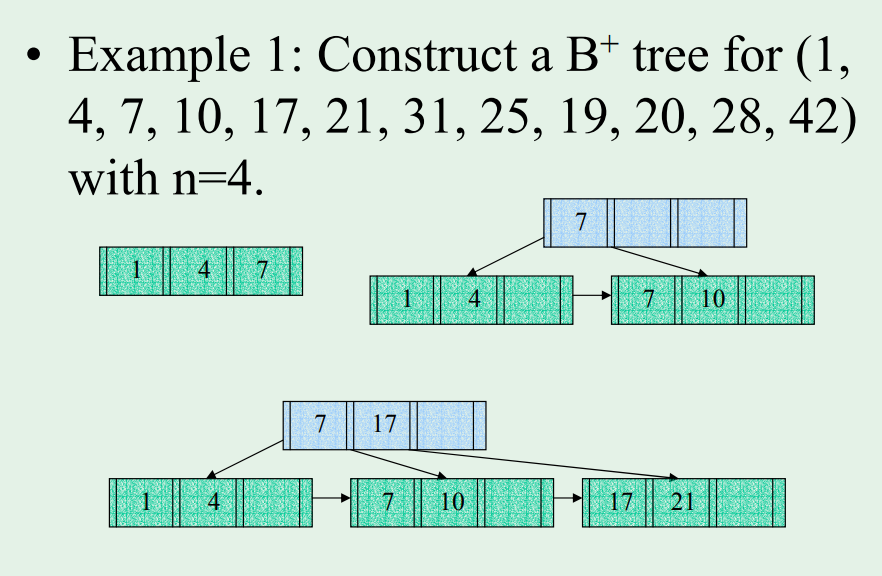 • Example 1: Construct a B⁺ tree for (1,
4, 7, 10, 17, 21, 31, 25, 19, 20, 28, 42)
with n=4.
7
1 4 7
1 4 7 10
7 17
1 4 7 10 17 21